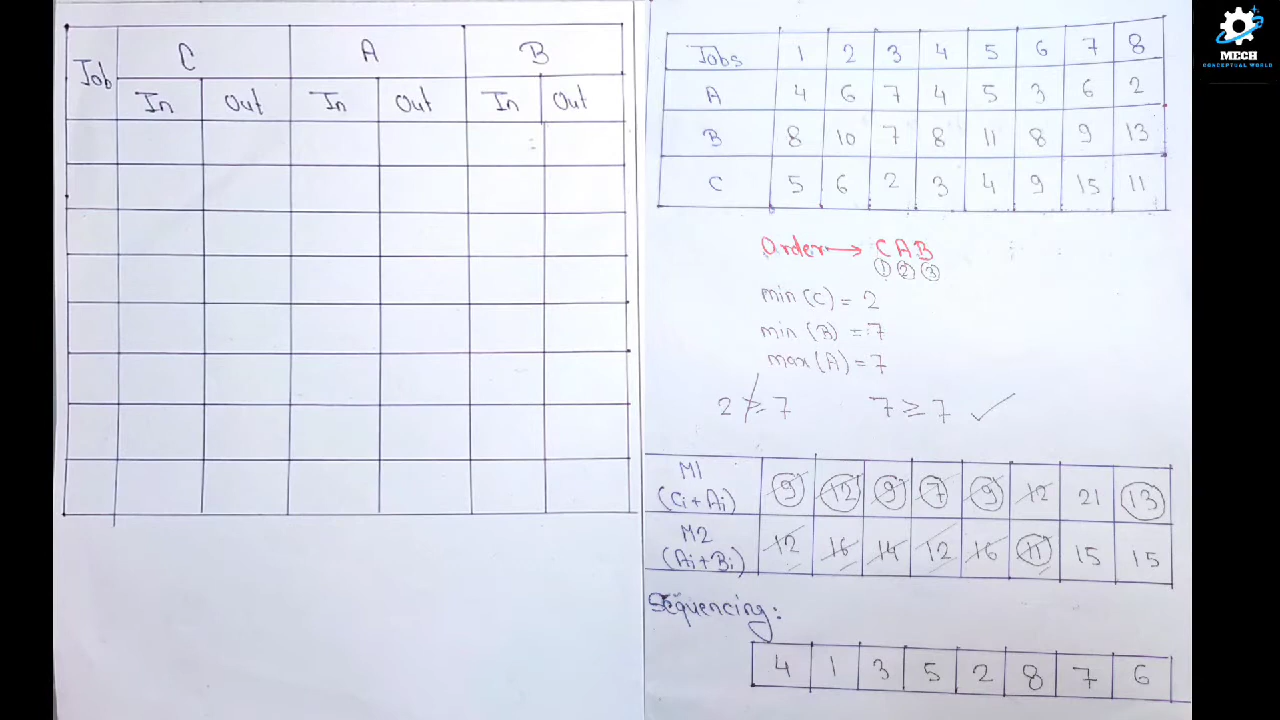 Job C A B
In Out In Out In Out
Jobs 1 2 3 4 5 6 7 8
A 4 6 7 4 5 3 6 2
B 8 10 7 8 11 8 9 13
C 5 6 2 3 4 9 15 11
Order → C A B
① ② ③
min(C) = 2
min(B) = 7
max(A) = 7
2 ≱ 7 7 ≥ 7 ✓
M1
(Ci+Ai) 9 12 9 7 9 12 21 13
M2
(Ai+Bi) 12 16 14 12 16 11 15 15
Sequencing:
4 1 3 5 2 8 7 6
MECH
CONCEPTUAL WORLD